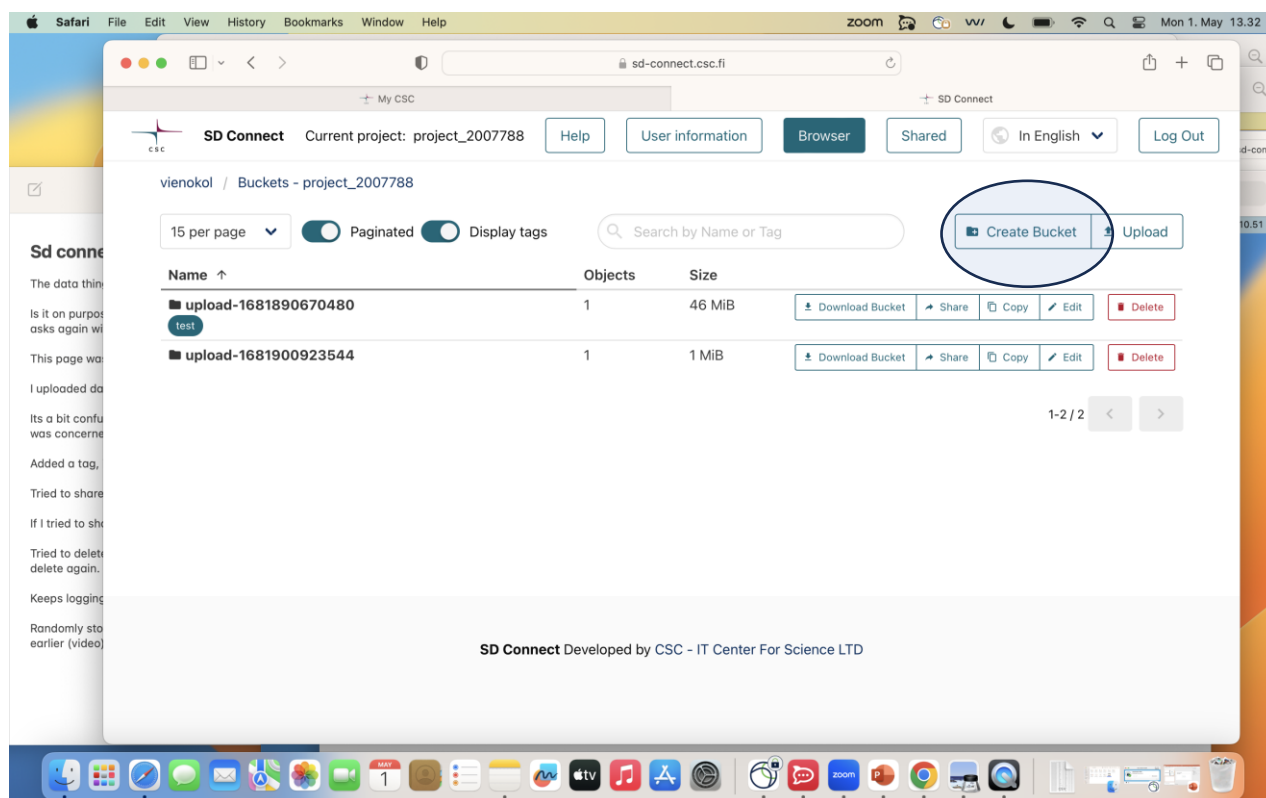 Safari File Edit View History Bookmarks Window Help zoom Mon 1. May 13.32
sd-connect.csc.fi
My CSC SD Connect
CSC SD Connect Current project: project_2007788 Help User information Browser Shared In English Log Out
d-con
vienokol / Buckets - project_2007788
15 per page Paginated Display tags Search by Name or Tag Create Bucket Upload
10.51
Name ↑ Objects Size
upload-1681890670480 1 46 MiB Download Bucket Share Copy Edit Delete
test
upload-1681900923544 1 1 MiB Download Bucket Share Copy Edit Delete
1-2 / 2 < >
Sd conne
The data thin
Is it on purpos
asks again wi
This page wa
I uploaded da
Its a bit confu
was concerne
Added a tag,
Tried to share
If I tried to sh
Tried to delet
delete again.
Keeps logging
Randomly sto
earlier (video)
SD Connect Developed by CSC - IT Center For Science LTD
MAY
1
tv
zoom